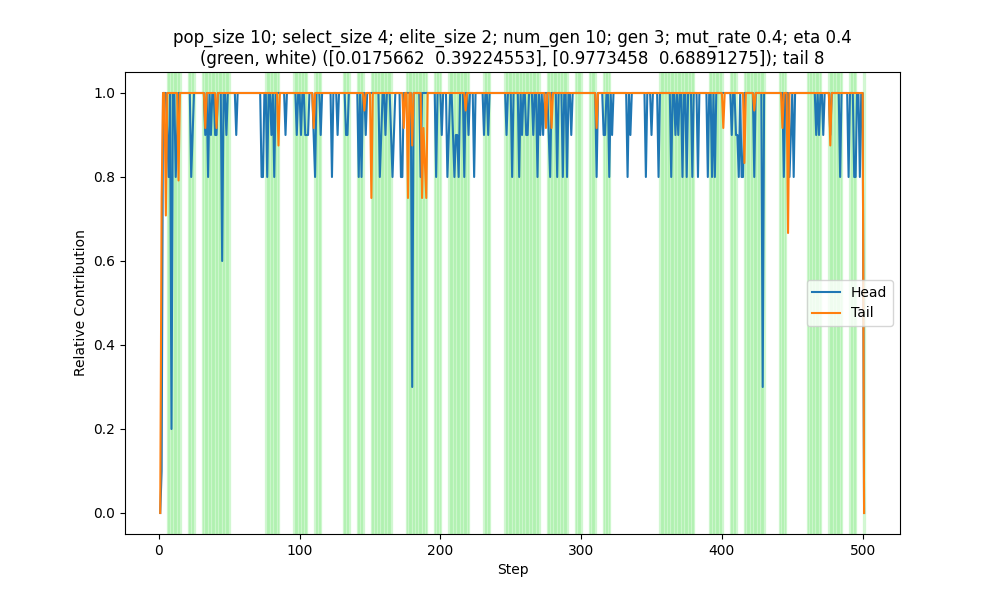 pop_size 10; select_size 4; elite_size 2; num_gen 10; gen 3; mut_rate 0.4; eta 0.4
(green, white) ([0.0175662  0.39224553], [0.9773458  0.68891275]); tail 8
1.0
0.8
0.6
0.4
0.2
0.0
Relative Contribution
Head
Tail
0
100
200
300
400
500
Step